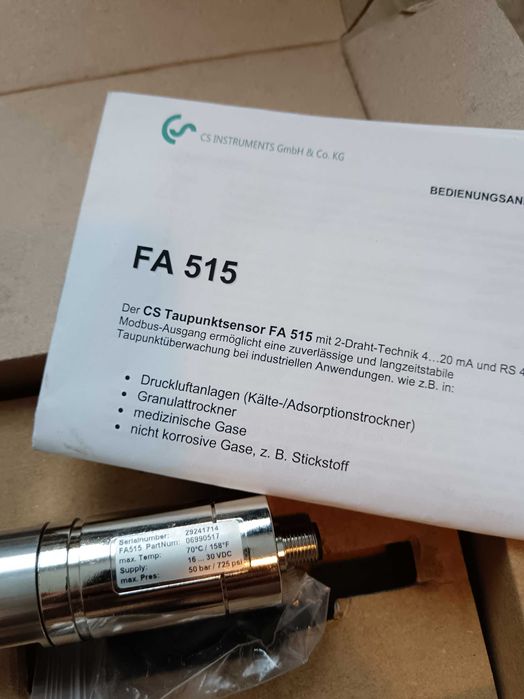 CS INSTRUMENTS GmbH & Co. KG
BEDIENUNGSAN
FA 515
Der CS Taupunktsensor FA 515 mit 2-Draht-Technik 4…20 mA und RS 4
Modbus-Ausgang ermöglicht eine zuverlässige und langzeitstabile
Taupunktüberwachung bei industriellen Anwendungen. wie z.B. in:
• Druckluftanlagen (Kälte-/Adsorptionstrockner)
• Granulattrockner
• medizinische Gase
• nicht korrosive Gase, z. B. Stickstoff
Serialnumber: 29241714
FA515 PartNum: 06990517
max. Temp: 70°C / 158°F
Supply: 16 ... 30 VDC
max. Pres: 50 bar / 725 psi